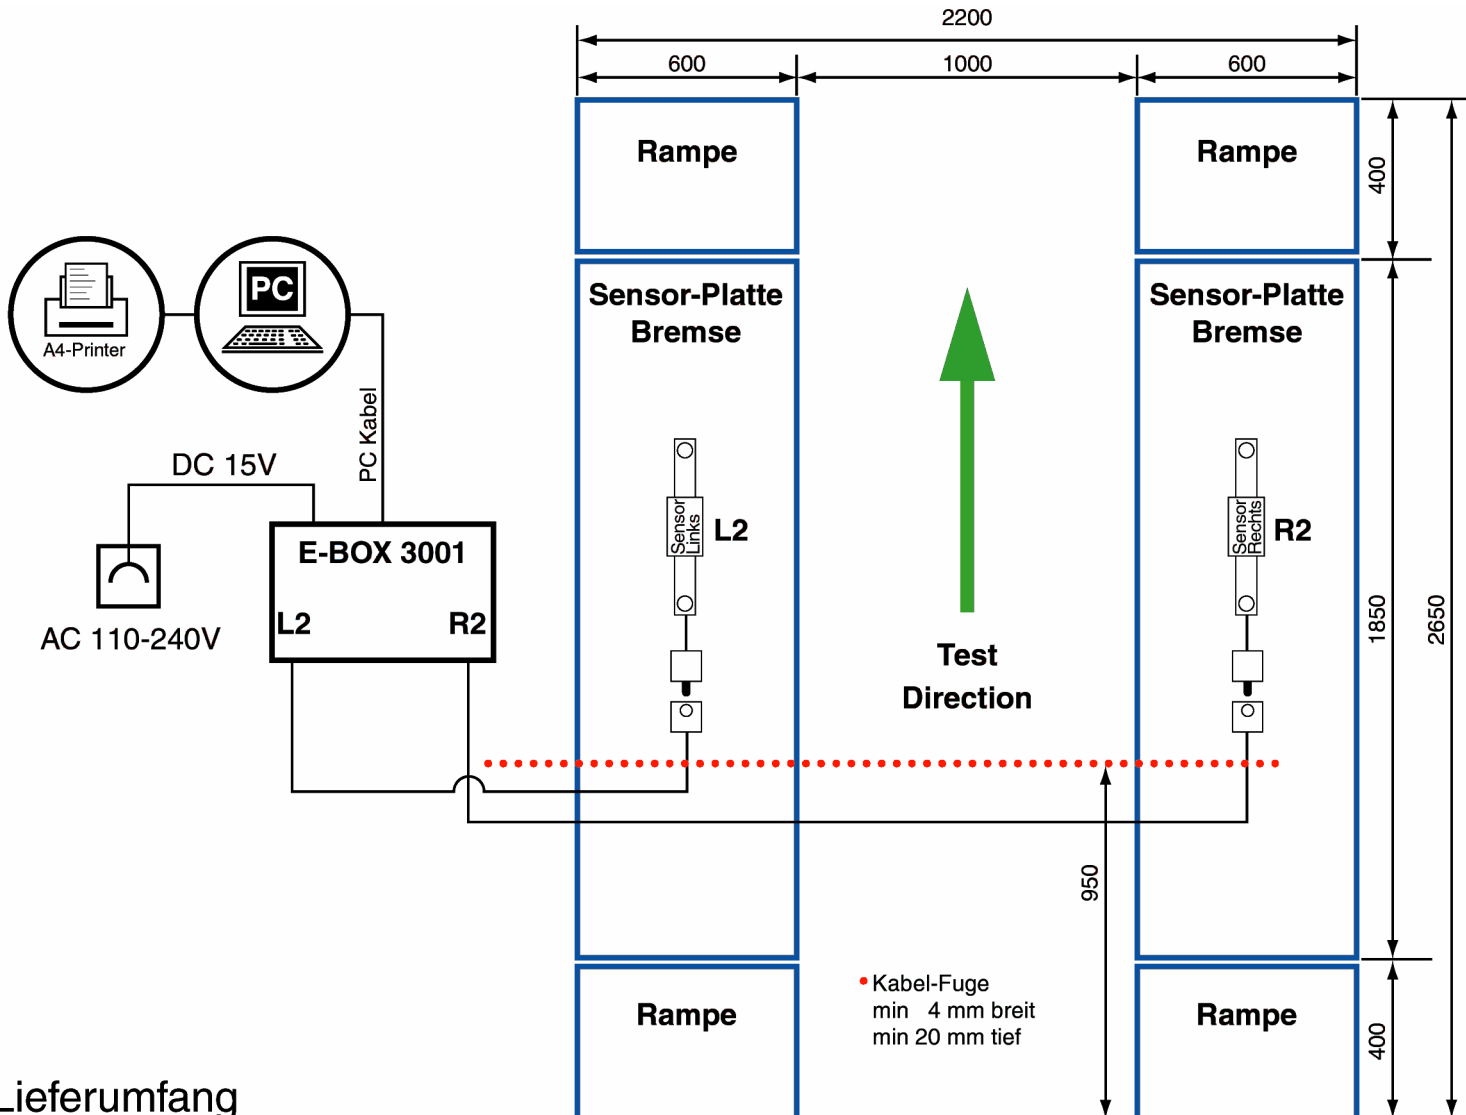 2200
600
1000
600
Rampe
Rampe
400
PC
A4-Printer
Sensor-Platte
Bremse
Sensor-Platte
Bremse
PC Kabel
DC 15V
Sensor
Links
L2
Sensor
Rechts
R2
E-BOX 3001
L2
R2
AC 110-240V
1850
2650
Test
Direction
950
Kabel-Fuge
min 4 mm breit
min 20 mm tief
Rampe
Rampe
400
Lieferumfang